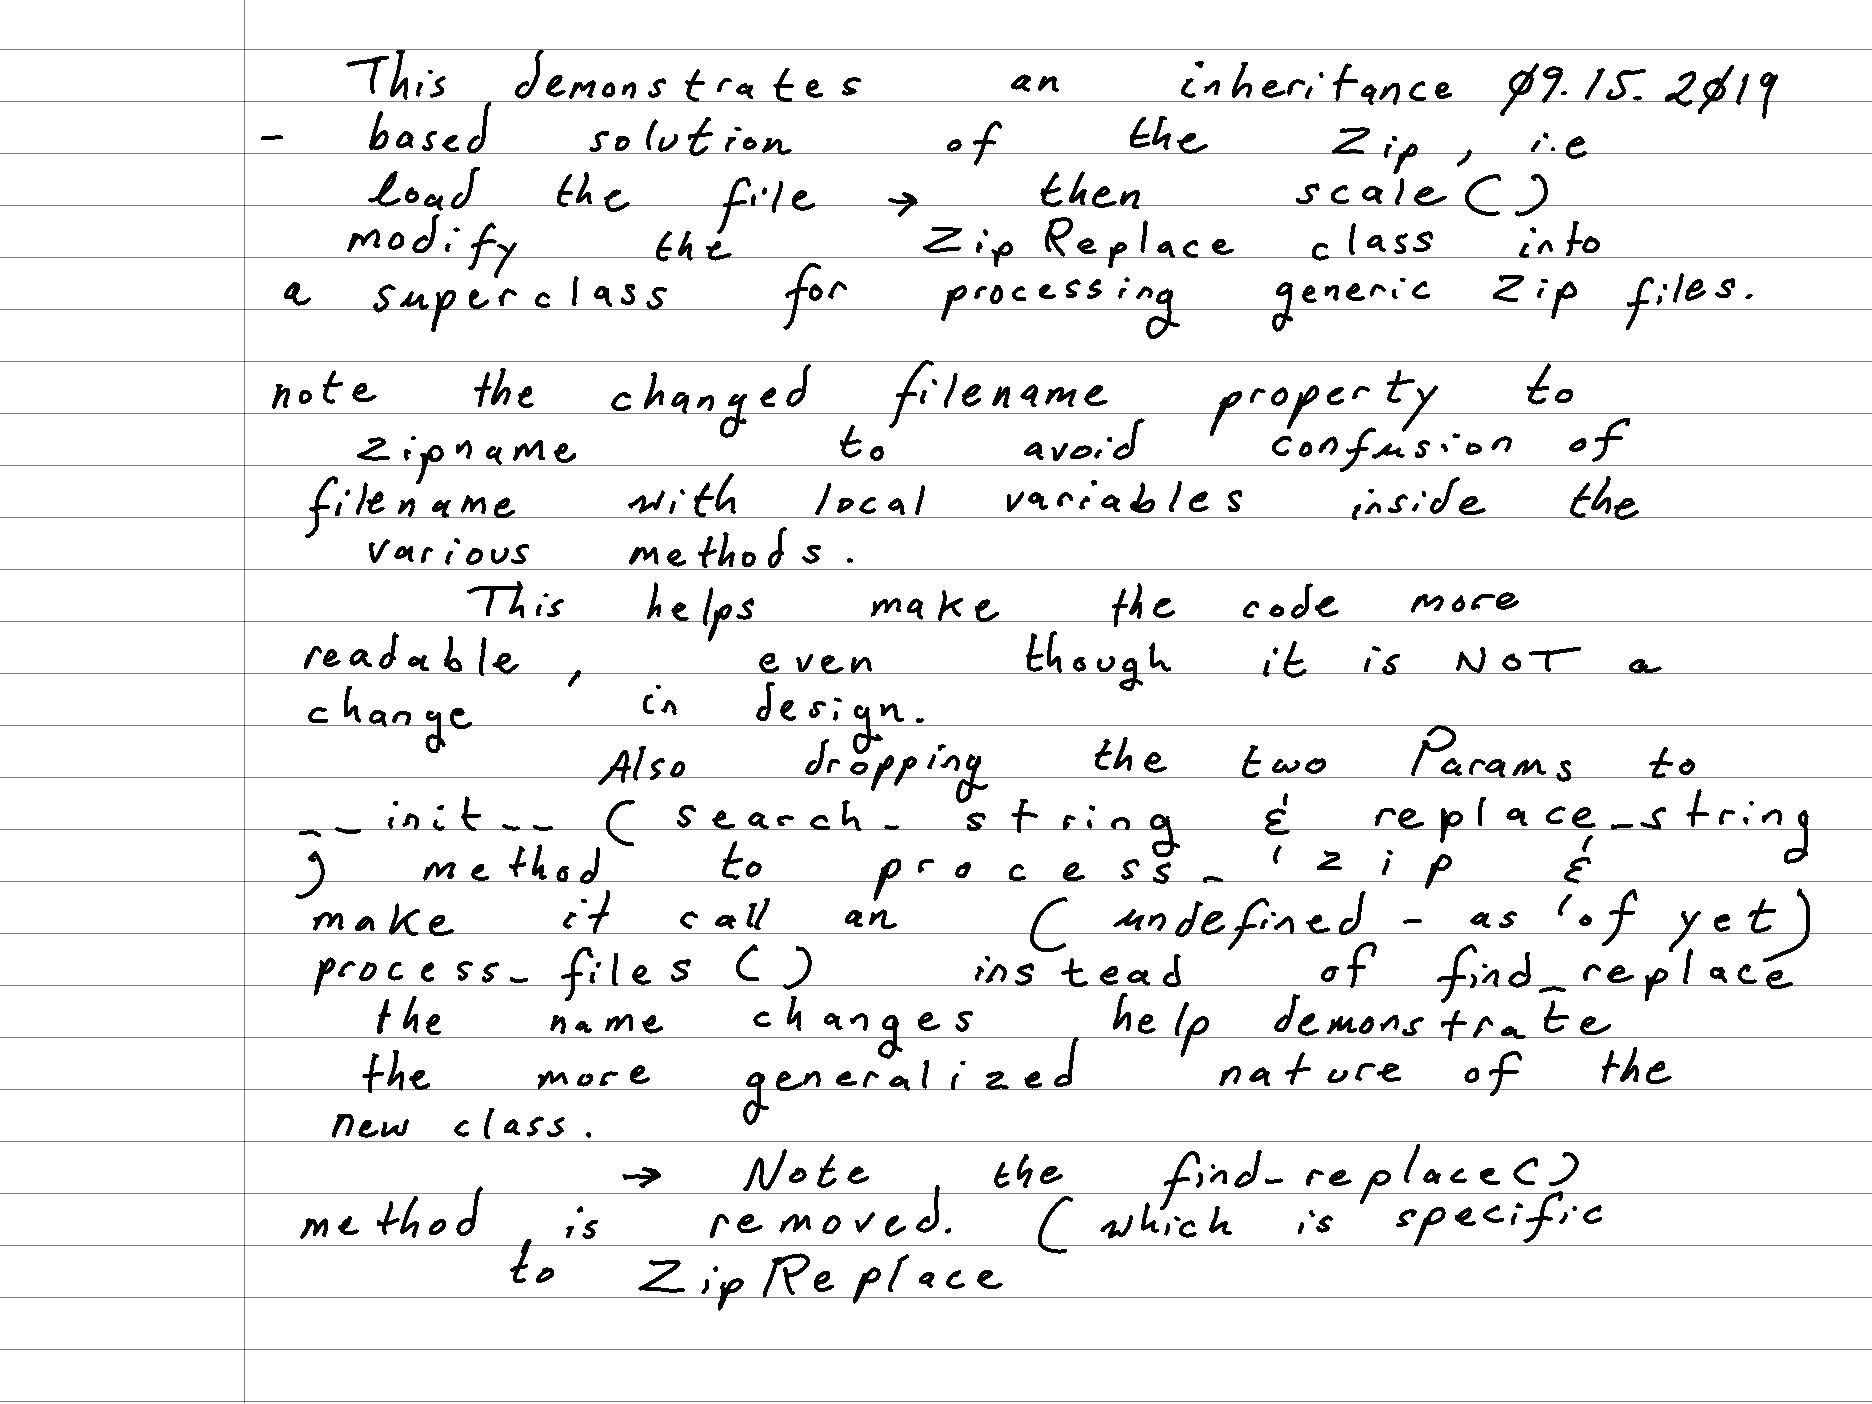 This demonstrates an inheritance 09.15.2019
- based solution of the Zip, i.e
load the file → then scale()
modify the ZipReplace class into
a superclass for processing generic Zip files.
note the changed filename property to
zipname to avoid confusion of
filename with local variables inside the
various methods.
This helps make the code more
readable, even though it is NOT a
change in design.
Also dropping the two Params to
__init__ (search_string & replace_string
) method to process_zip &
make it call an (undefined - as of yet)
process_files() instead of find_replace
the name changes help demonstrate
the more generalized nature of the
new class.
→ Note the find_replace()
method is removed. (which is specific
to ZipReplace